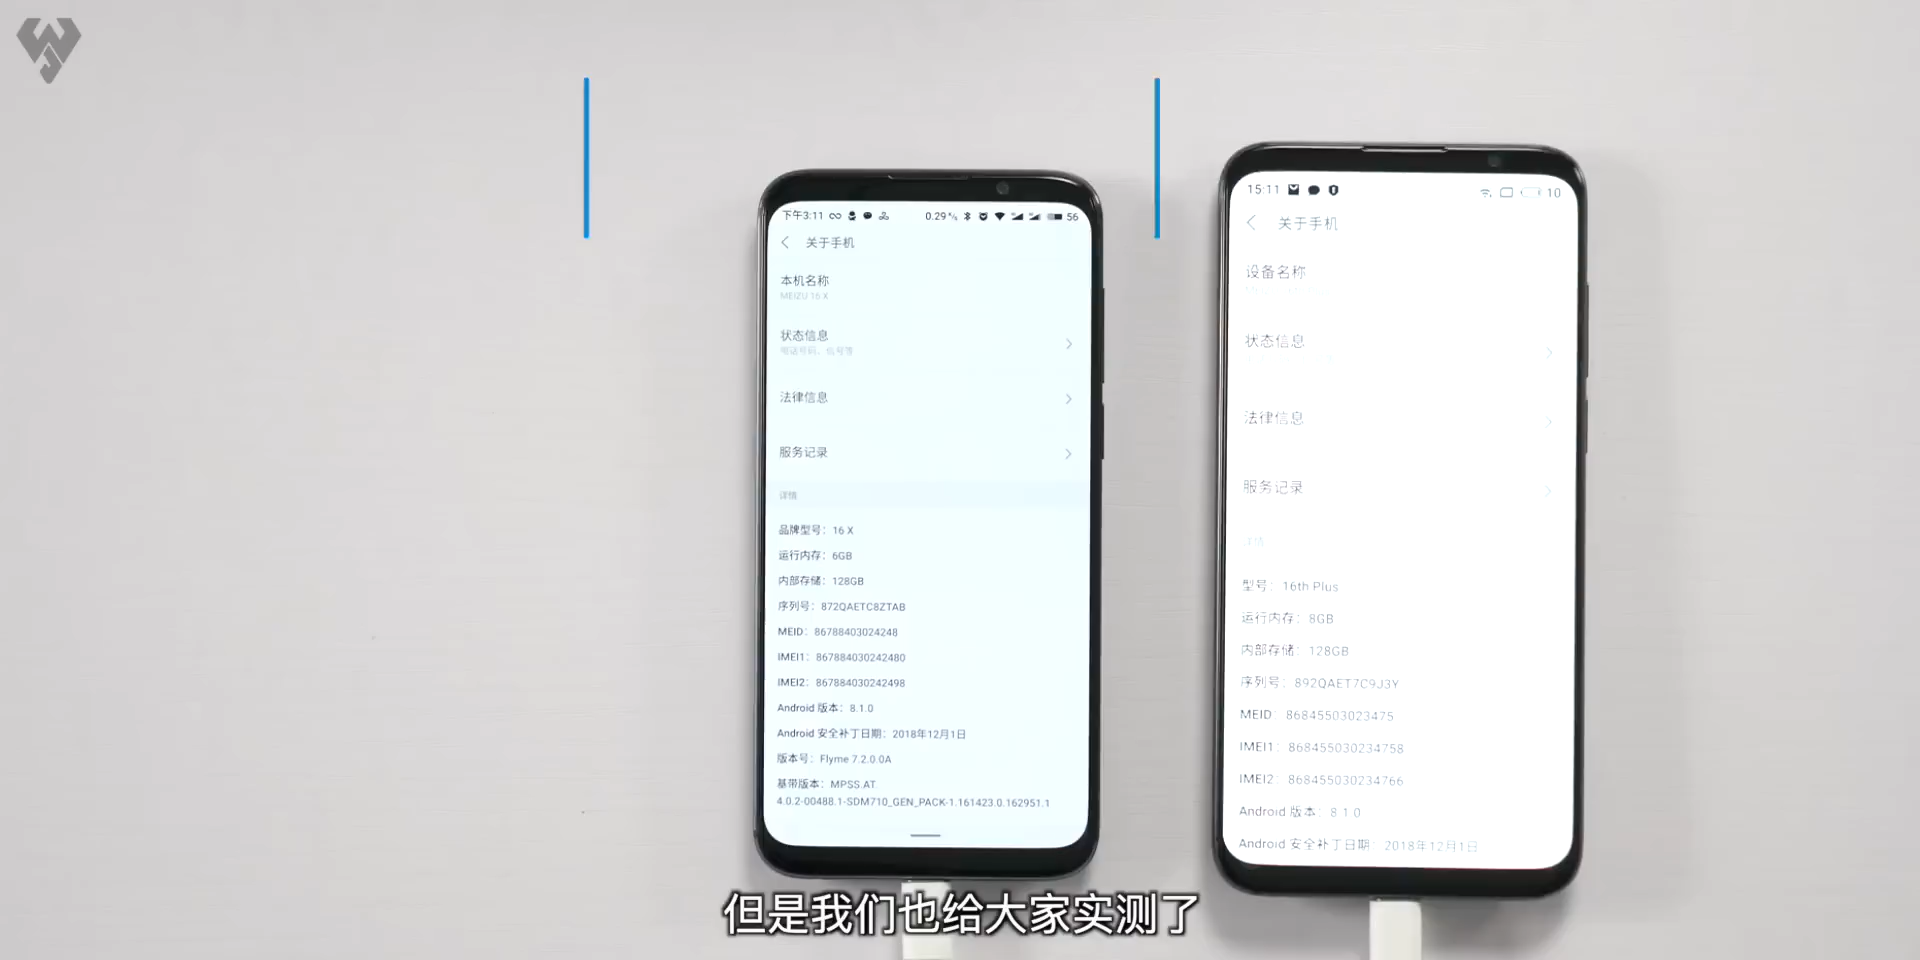 下午3:11
0.29 K/s
56
关于手机
本机名称
MEIZU 16 X
状态信息
电话号码、信号等
法律信息
服务记录
详情
品牌型号：16 X
运行内存：6GB
内部存储：128GB
序列号：872QAETC8ZTAB
MEID：86788403024248
IMEI1：867884030242480
IMEI2：867884030242498
Android 版本：8.1.0
Android 安全补丁日期：2018年12月1日
版本号：Flyme 7.2.0.0A
基带版本：MPSS.AT
4.0.2-00488.1-SDM710_GEN_PACK-1.161423.0.162951.1
15:11
10
关于手机
设备名称
状态信息
法律信息
服务记录
详情
型号：16th Plus
运行内存：8GB
内部存储：128GB
序列号：892QAET7C9J3Y
MEID：86845503023475
IMEI1：868455030234758
IMEI2：868455030234766
Android 版本：8.1.0
Android 安全补丁日期：2018年12月1日
但是我们也给大家实测了